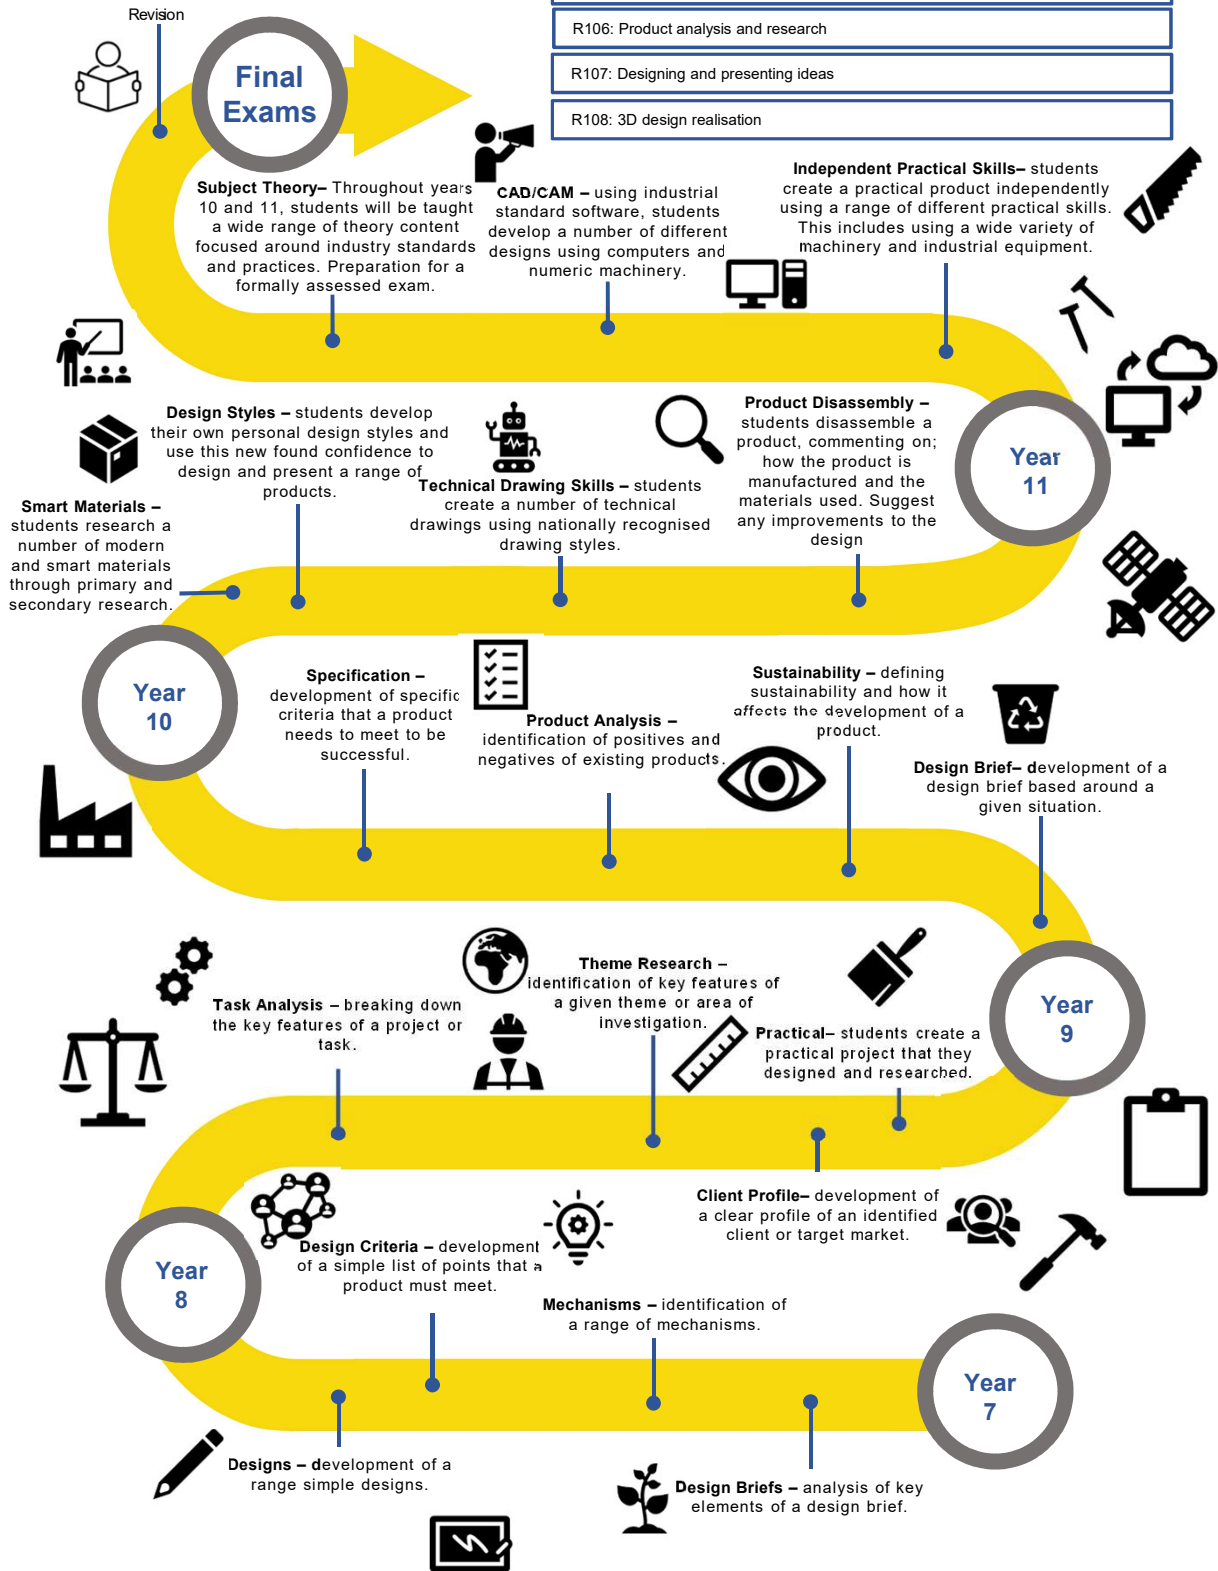 Revision
R106: Product analysis and research
R107: Designing and presenting ideas
R108: 3D design realisation
Final
Exams
Subject Theory– Throughout years
10 and 11, students will be taught
a wide range of theory content
focused around industry standards
and practices. Preparation for a
formally assessed exam.
CAD/CAM – using industrial
standard software, students
develop a number of different
designs using computers and
numeric machinery.
Independent Practical Skills– students
create a practical product independently
using a range of different practical skills.
This includes using a wide variety of
machinery and industrial equipment.
Year
11
Product Disassembly –
students disassemble a
product, commenting on;
how the product is
manufactured and the
materials used. Suggest
any improvements to the
design
Technical Drawing Skills – students
create a number of technical
drawings using nationally recognised
drawing styles.
Design Styles – students develop
their own personal design styles and
use this new found confidence to
design and present a range of
products.
Smart Materials –
students research a
number of modern
and smart materials
through primary and
secondary research.
Year
10
Specification –
development of specific
criteria that a product
needs to meet to be
successful.
Product Analysis –
identification of positives and
negatives of existing products.
Sustainability – defining
sustainability and how it
affects the development of a
product.
Design Brief– development of a
design brief based around a
given situation.
Year
9
Task Analysis – breaking down
the key features of a project or
task.
Theme Research –
identification of key features of
a given theme or area of
investigation.
Practical– students create a
practical project that they
designed and researched.
Client Profile– development of
a clear profile of an identified
client or target market.
Year
8
Design Criteria – development
of a simple list of points that a
product must meet.
Mechanisms – identification of
a range of mechanisms.
Year
7
Designs – development of a
range simple designs.
Design Briefs – analysis of key
elements of a design brief.